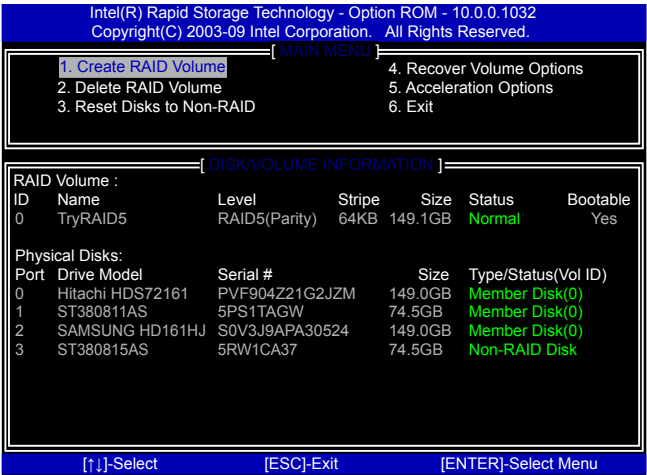 Intel(R) Rapid Storage Technology - Option ROM - 10.0.0.1032
Copyright(C) 2003-09 Intel Corporation. All Rights Reserved.
[ MAIN MENU ]
1. Create RAID Volume 4. Recover Volume Options
2. Delete RAID Volume 5. Acceleration Options
3. Reset Disks to Non-RAID 6. Exit
[ DISK/VOLUME INFORMATION ]
RAID Volume :
ID Name Level Stripe Size Status Bootable
0 TryRAID5 RAID5(Parity) 64KB 149.1GB Normal Yes
Physical Disks:
Port Drive Model Serial # Size Type/Status(Vol ID)
0 Hitachi HDS72161 PVF904Z21G2JZM 149.0GB Member Disk(0)
1 ST380811AS 5PS1TAGW 74.5GB Member Disk(0)
2 SAMSUNG HD161HJ S0V3J9APA30524 149.0GB Member Disk(0)
3 ST380815AS 5RW1CA37 74.5GB Non-RAID Disk
[↑↓]-Select [ESC]-Exit [ENTER]-Select Menu